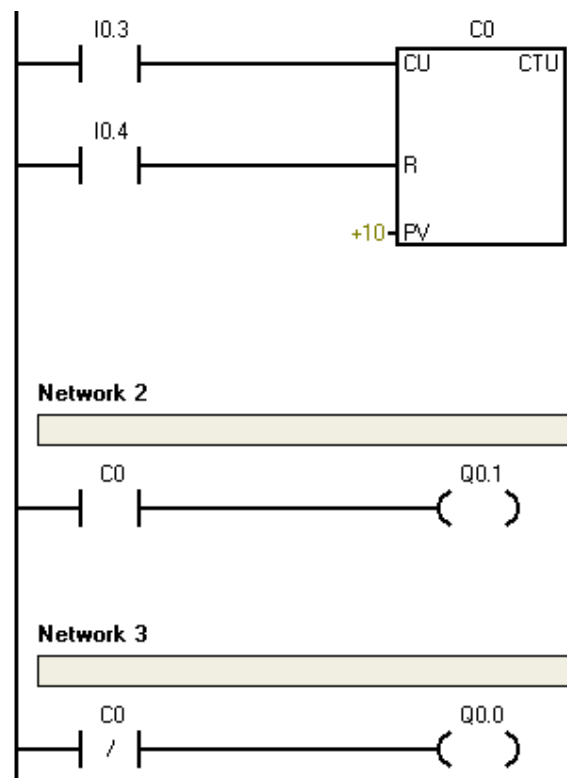 I0.3 C0
CU CTU
I0.4
R
+10 PV
Network 2
C0 Q0.1
Network 3
C0 Q0.0
/